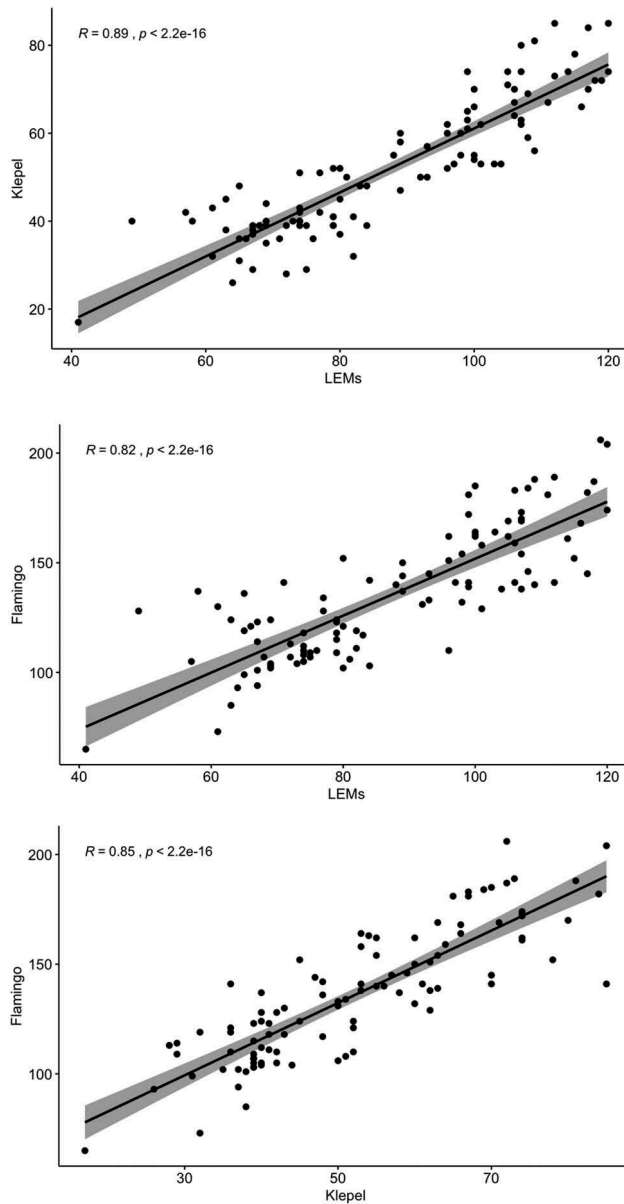 R = 0.89 , p < 2.2e-16
80
60
40
20
Klepel
40 60 80 100 120
LEMs
R = 0.82 , p < 2.2e-16
200
150
100
Flamingo
40 60 80 100 120
LEMs
R = 0.85 , p < 2.2e-16
200
150
100
Flamingo
30 50 70
Klepel